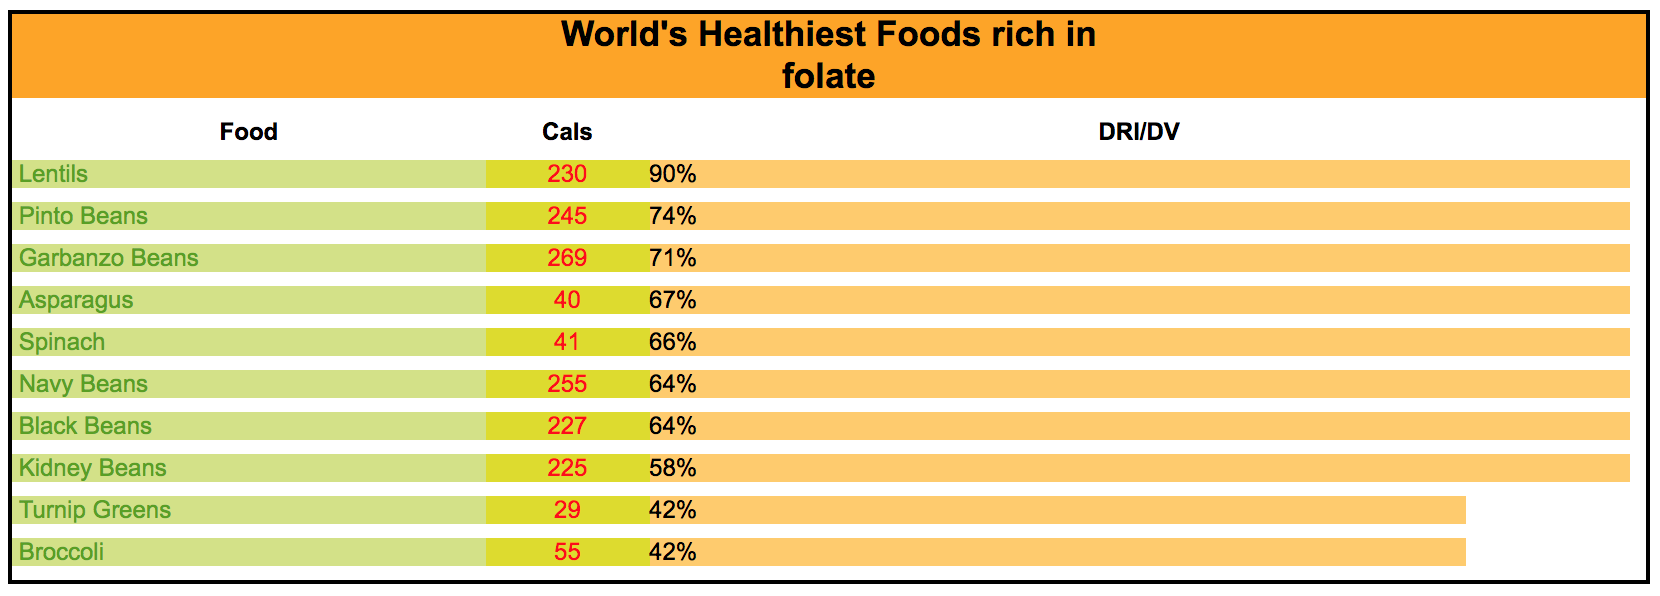 World's Healthiest Foods rich in
folate
Food Cals DRI/DV
Lentils 230 90%
Pinto Beans 245 74%
Garbanzo Beans 269 71%
Asparagus 40 67%
Spinach 41 66%
Navy Beans 255 64%
Black Beans 227 64%
Kidney Beans 225 58%
Turnip Greens 29 42%
Broccoli 55 42%